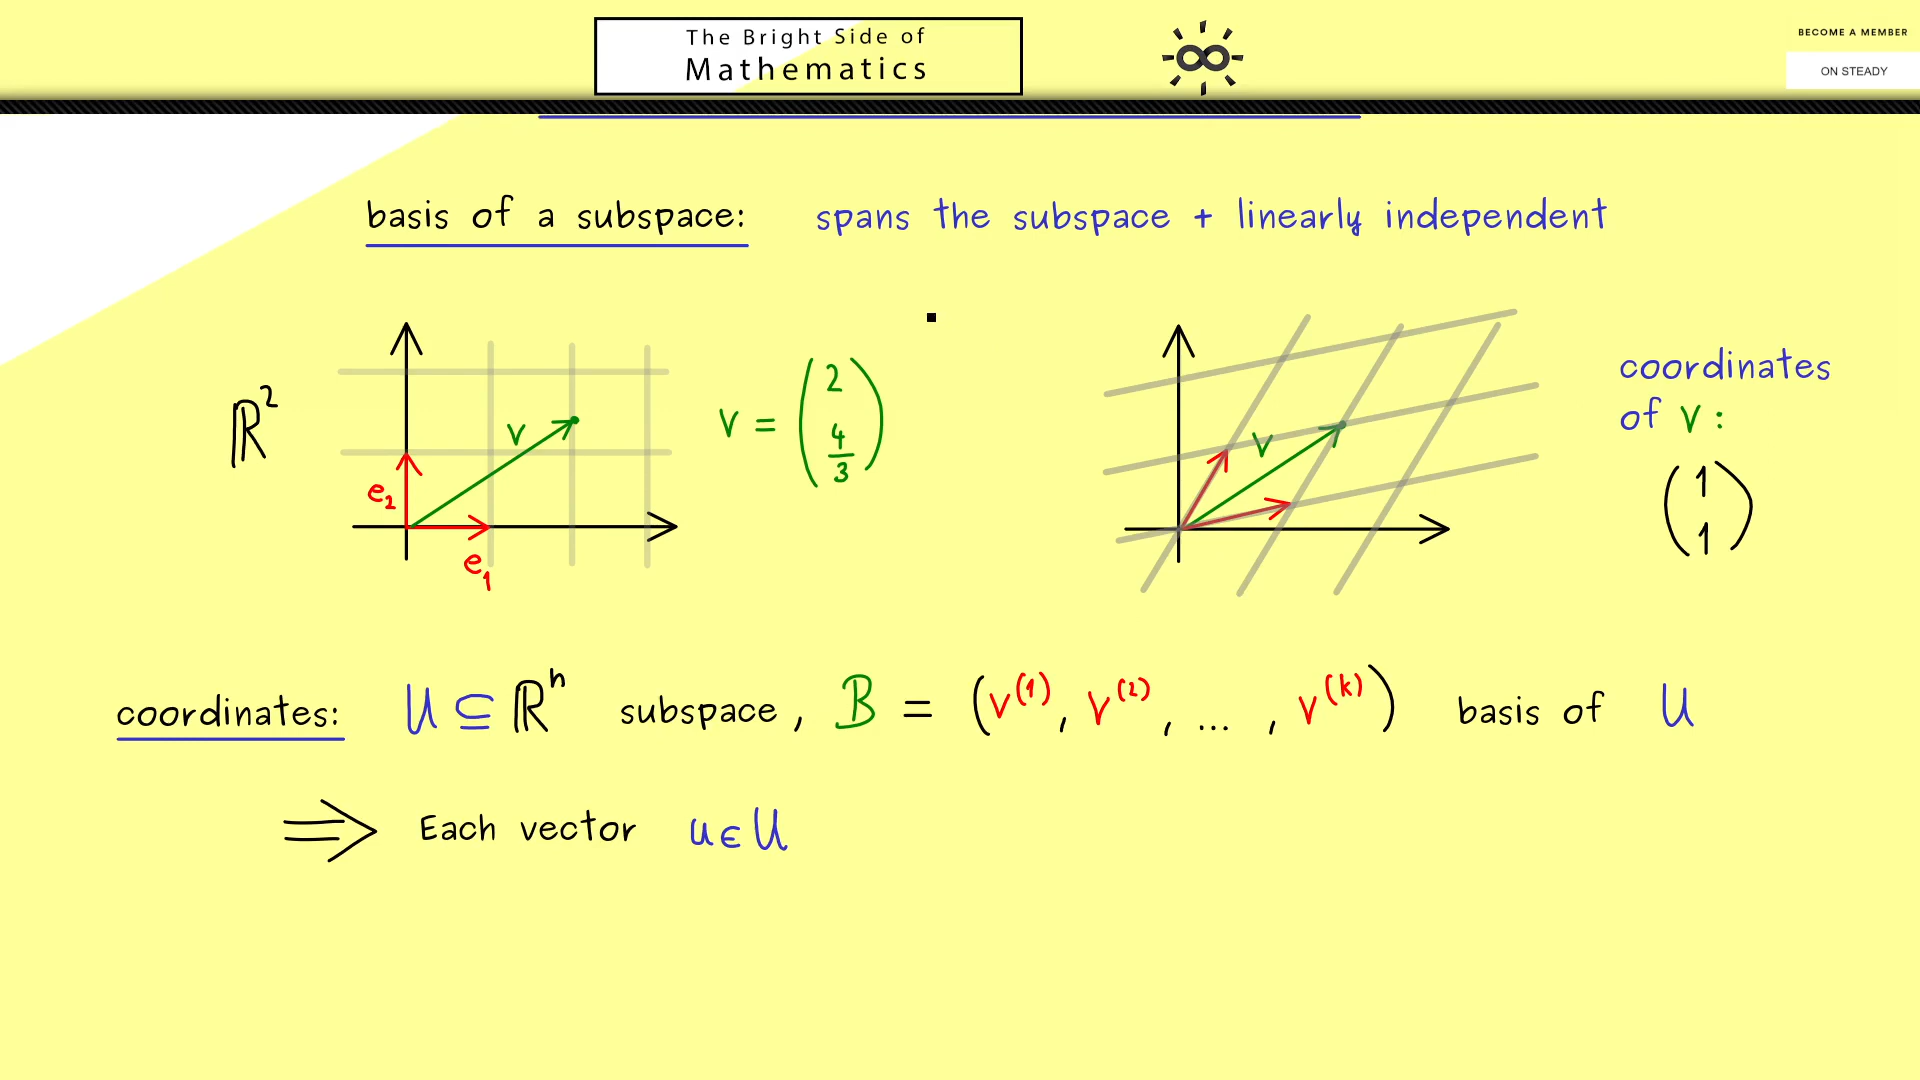 The Bright Side of
Mathematics
BECOME A MEMBER
ON STEADY
basis of a subspace: spans the subspace + linearly independent
ℝ² e₂ e₁ v v = (2 4/3) v coordinates
of v :
(1 1)
coordinates: U ⊆ ℝⁿ subspace , B = (v⁽¹⁾, v⁽²⁾, ... , v⁽ᵏ⁾) basis of U
⟹ Each vector u ∈ U